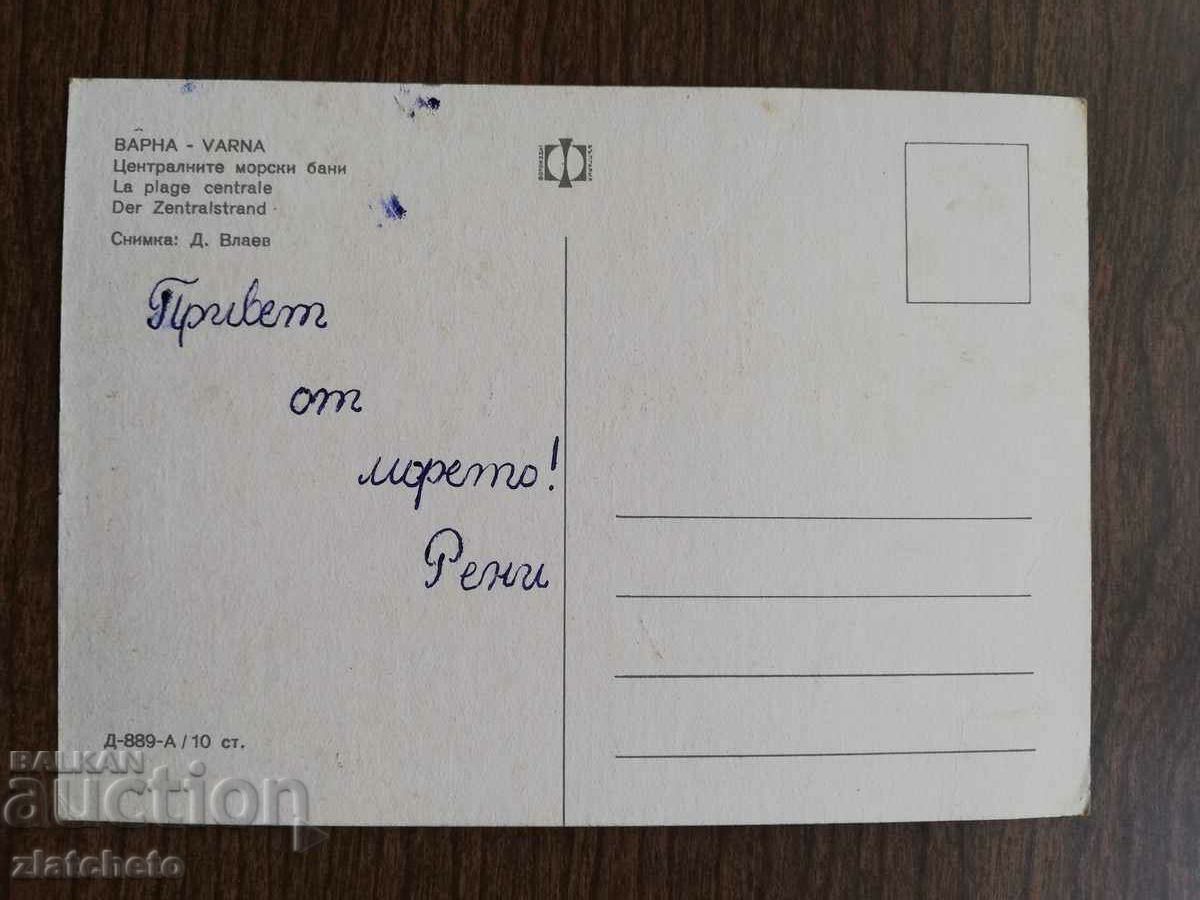 ВАРНА - VARNA
Централните морски бани
La plage centrale
Der Zentralstrand
Снимка: Д. Влаев
Привет
от
морето!
Рени
Д-889-А / 10 ст.
BALKAN
auction
zlatcheto